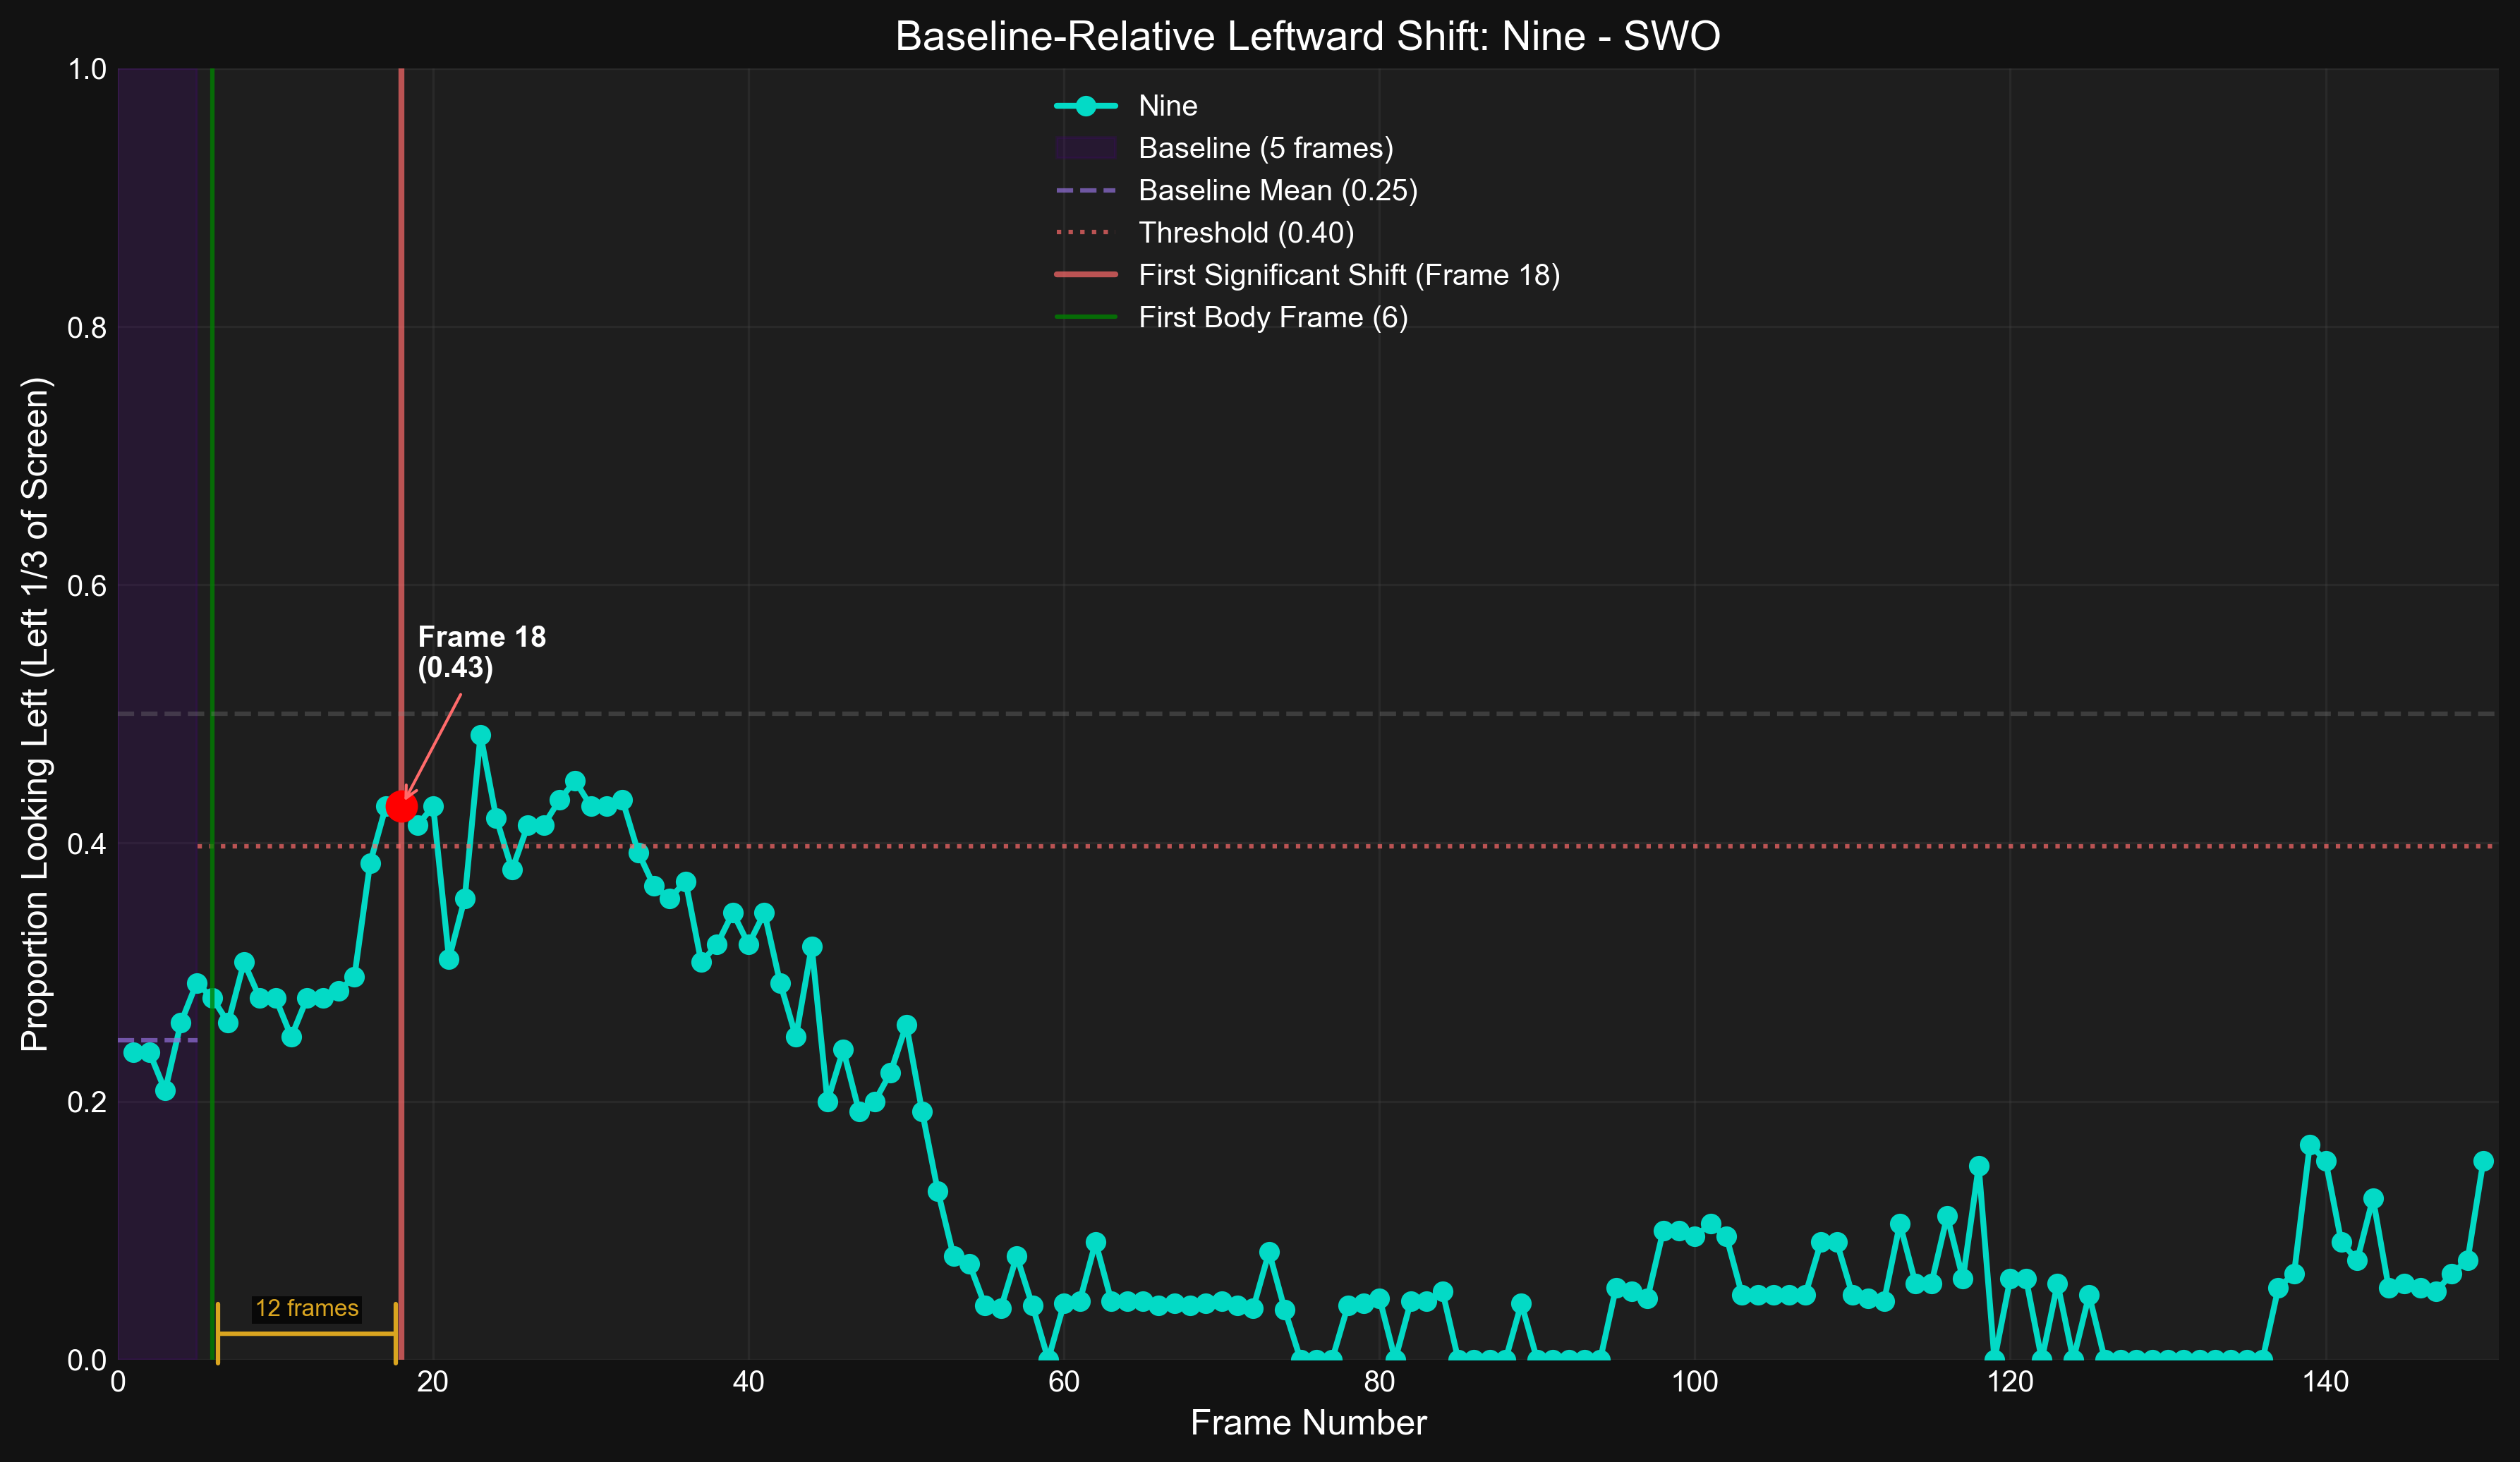 Baseline-Relative Leftward Shift: Nine - SWO
Nine
Baseline (5 frames)
Baseline Mean (0.25)
Threshold (0.40)
First Significant Shift (Frame 18)
First Body Frame (6)
Proportion Looking Left (Left 1/3 of Screen)
1.0
0.8
0.6
0.4
0.2
0.0
Frame 18
(0.43)
12 frames
0
20
40
60
80
100
120
140
Frame Number